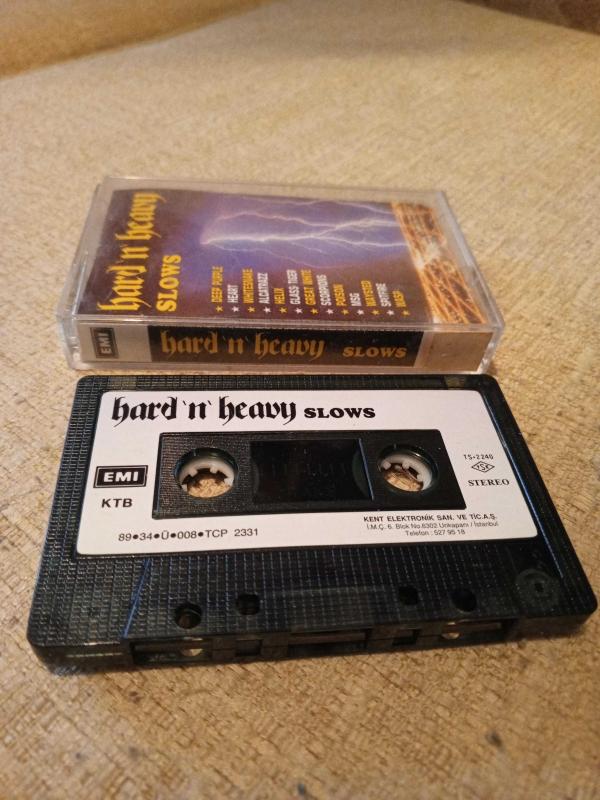 hard 'n' heavy
SLOWS
★ DEEP PURPLE
★ HEART
★ WHITESNAKE
★ ALCATRAZZ
★ HELIX
★ GLASS TIGER
★ GREAT WHITE
★ SCORPIONS
★ POISON
★ MSG
★ WAYSTED
★ SPITFIRE
★ WASP
EMI
hard 'n' heavy SLOWS
hard 'n' heavy SLOWS
EMI
KTB
TS-2240
TSE
STEREO
89•34•Ü•008•TCP 2331
KENT ELEKTRONİK SAN. VE TİC.A.Ş.
İ.M.Ç. 6. Blok No.6302 Unkapanı / İstanbul
Telefon : 527 95 18